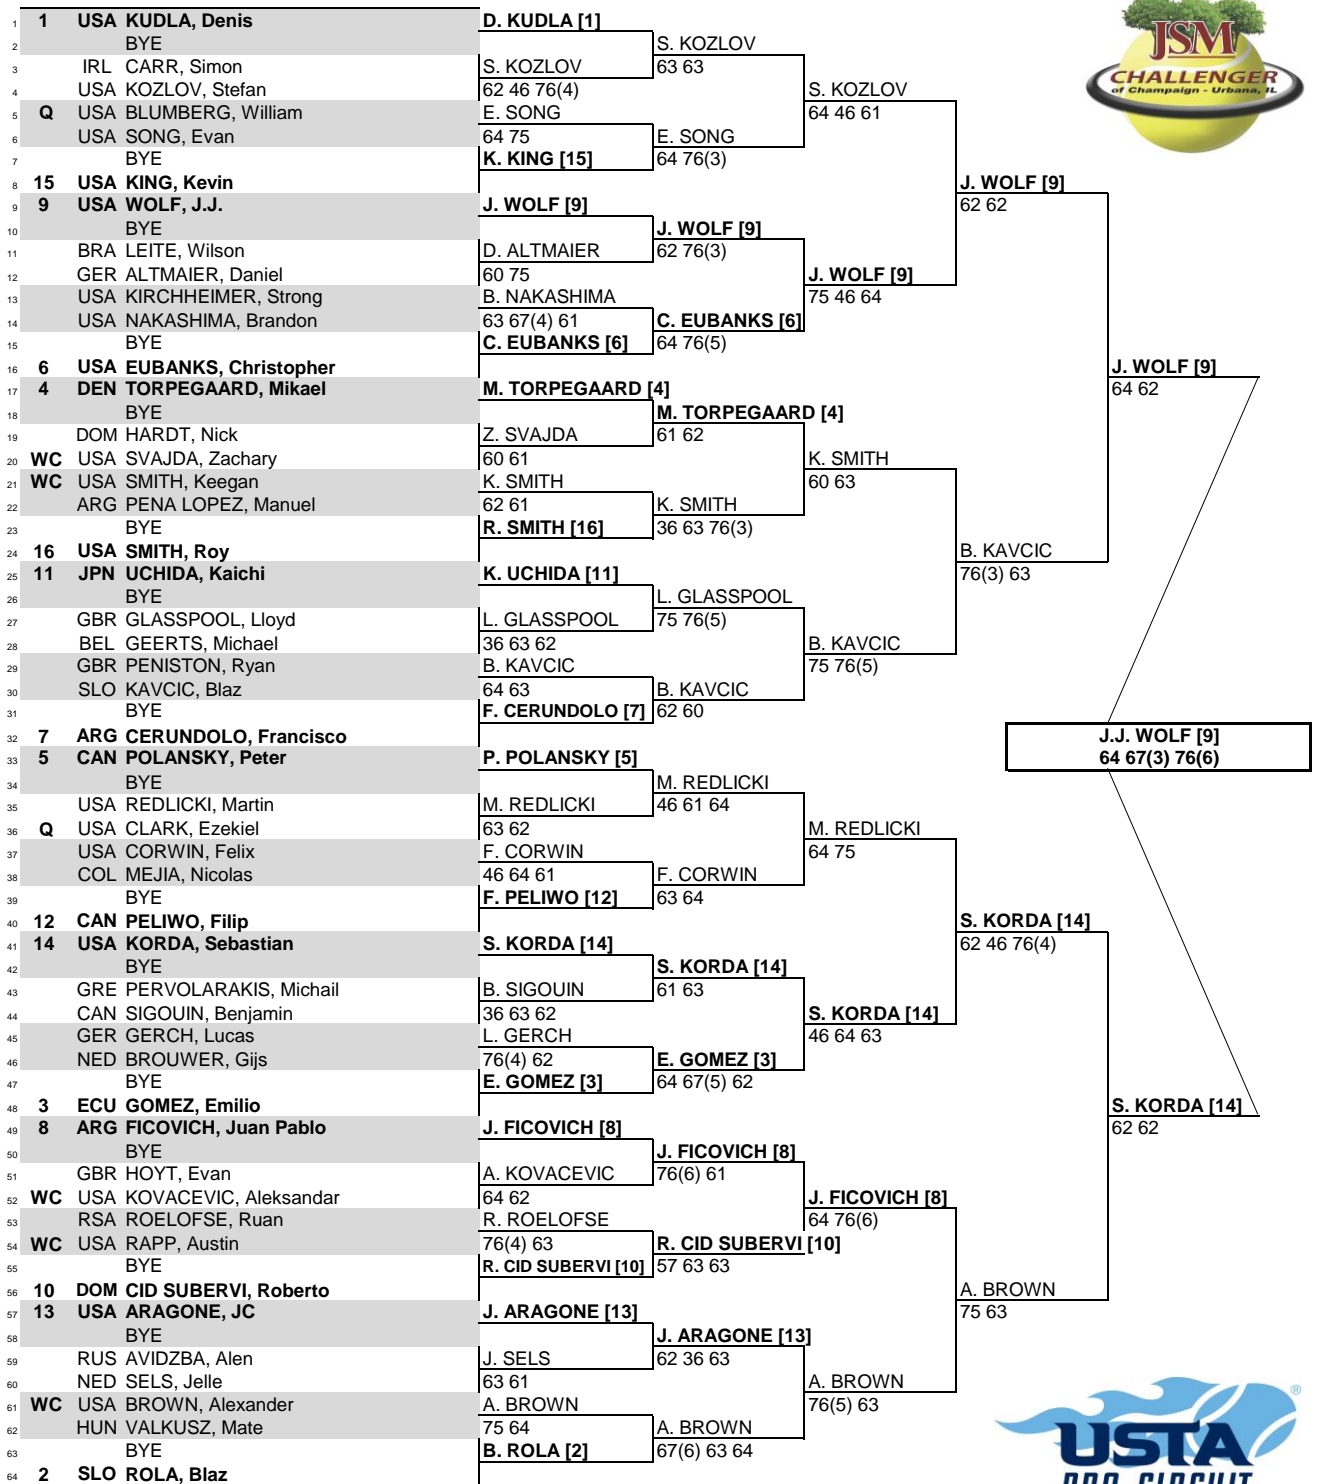 1 1 USA KUDLA, Denis D. KUDLA [1]
2 BYE S. KOZLOV
3 IRL CARR, Simon S. KOZLOV 63 63
4 USA KOZLOV, Stefan 62 46 76(4) S. KOZLOV
5 Q USA BLUMBERG, William E. SONG 64 46 61
6 USA SONG, Evan 64 75 E. SONG
7 BYE K. KING [15] 64 76(3)
8 15 USA KING, Kevin J. WOLF [9]
9 9 USA WOLF, J.J. J. WOLF [9] 62 62
10 BYE J. WOLF [9]
11 BRA LEITE, Wilson D. ALTMAIER 62 76(3)
12 GER ALTMAIER, Daniel 60 75 J. WOLF [9]
13 USA KIRCHHEIMER, Strong B. NAKASHIMA 75 46 64
14 USA NAKASHIMA, Brandon 63 67(4) 61 C. EUBANKS [6]
15 BYE C. EUBANKS [6] 64 76(5)
16 6 USA EUBANKS, Christopher J. WOLF [9]
17 4 DEN TORPEGAARD, Mikael M. TORPEGAARD [4] 64 62
18 BYE M. TORPEGAARD [4]
19 DOM HARDT, Nick Z. SVAJDA 61 62
20 WC USA SVAJDA, Zachary 60 61 K. SMITH
21 WC USA SMITH, Keegan K. SMITH 60 63
22 ARG PENA LOPEZ, Manuel 62 61 K. SMITH
23 BYE R. SMITH [16] 36 63 76(3)
24 16 USA SMITH, Roy B. KAVCIC
25 11 JPN UCHIDA, Kaichi K. UCHIDA [11] 76(3) 63
26 BYE L. GLASSPOOL
27 GBR GLASSPOOL, Lloyd L. GLASSPOOL 75 76(5)
28 BEL GEERTS, Michael 36 63 62 B. KAVCIC
29 GBR PENISTON, Ryan B. KAVCIC 75 76(5)
30 SLO KAVCIC, Blaz 64 63 B. KAVCIC
31 BYE F. CERUNDOLO [7] 62 60
32 7 ARG CERUNDOLO, Francisco J.J. WOLF [9]
33 5 CAN POLANSKY, Peter P. POLANSKY [5] 64 67(3) 76(6)
34 BYE M. REDLICKI
35 USA REDLICKI, Martin M. REDLICKI 46 61 64
36 Q USA CLARK, Ezekiel 63 62 M. REDLICKI
37 USA CORWIN, Felix F. CORWIN 64 75
38 COL MEJIA, Nicolas 46 64 61 F. CORWIN
39 BYE F. PELIWO [12] 63 64
40 12 CAN PELIWO, Filip S. KORDA [14]
41 14 USA KORDA, Sebastian S. KORDA [14] 62 46 76(4)
42 BYE S. KORDA [14]
43 GRE PERVOLARAKIS, Michail B. SIGOUIN 61 63
44 CAN SIGOUIN, Benjamin 36 63 62 S. KORDA [14]
45 GER GERCH, Lucas L. GERCH 46 64 63
46 NED BROUWER, Gijs 76(4) 62 E. GOMEZ [3]
47 BYE E. GOMEZ [3] 64 67(5) 62
48 3 ECU GOMEZ, Emilio S. KORDA [14]
49 8 ARG FICOVICH, Juan Pablo J. FICOVICH [8] 62 62
50 BYE J. FICOVICH [8]
51 GBR HOYT, Evan A. KOVACEVIC 76(6) 61
52 WC USA KOVACEVIC, Aleksandar 64 62 J. FICOVICH [8]
53 RSA ROELOFSE, Ruan R. ROELOFSE 64 76(6)
54 WC USA RAPP, Austin 76(4) 63 R. CID SUBERVI [10]
55 BYE R. CID SUBERVI [10] 57 63 63
56 10 DOM CID SUBERVI, Roberto A. BROWN
57 13 USA ARAGONE, JC J. ARAGONE [13] 75 63
58 BYE J. ARAGONE [13]
59 RUS AVIDZBA, Alen J. SELS 62 36 63
60 NED SELS, Jelle 63 61 A. BROWN
61 WC USA BROWN, Alexander A. BROWN 76(5) 63
62 HUN VALKUSZ, Mate 75 64 A. BROWN
63 BYE B. ROLA [2] 67(6) 63 64
64 2 SLO ROLA, Blaz
JSM
CHALLENGER
of Champaign - Urbana, IL
USTA ®
PRO CIRCUIT